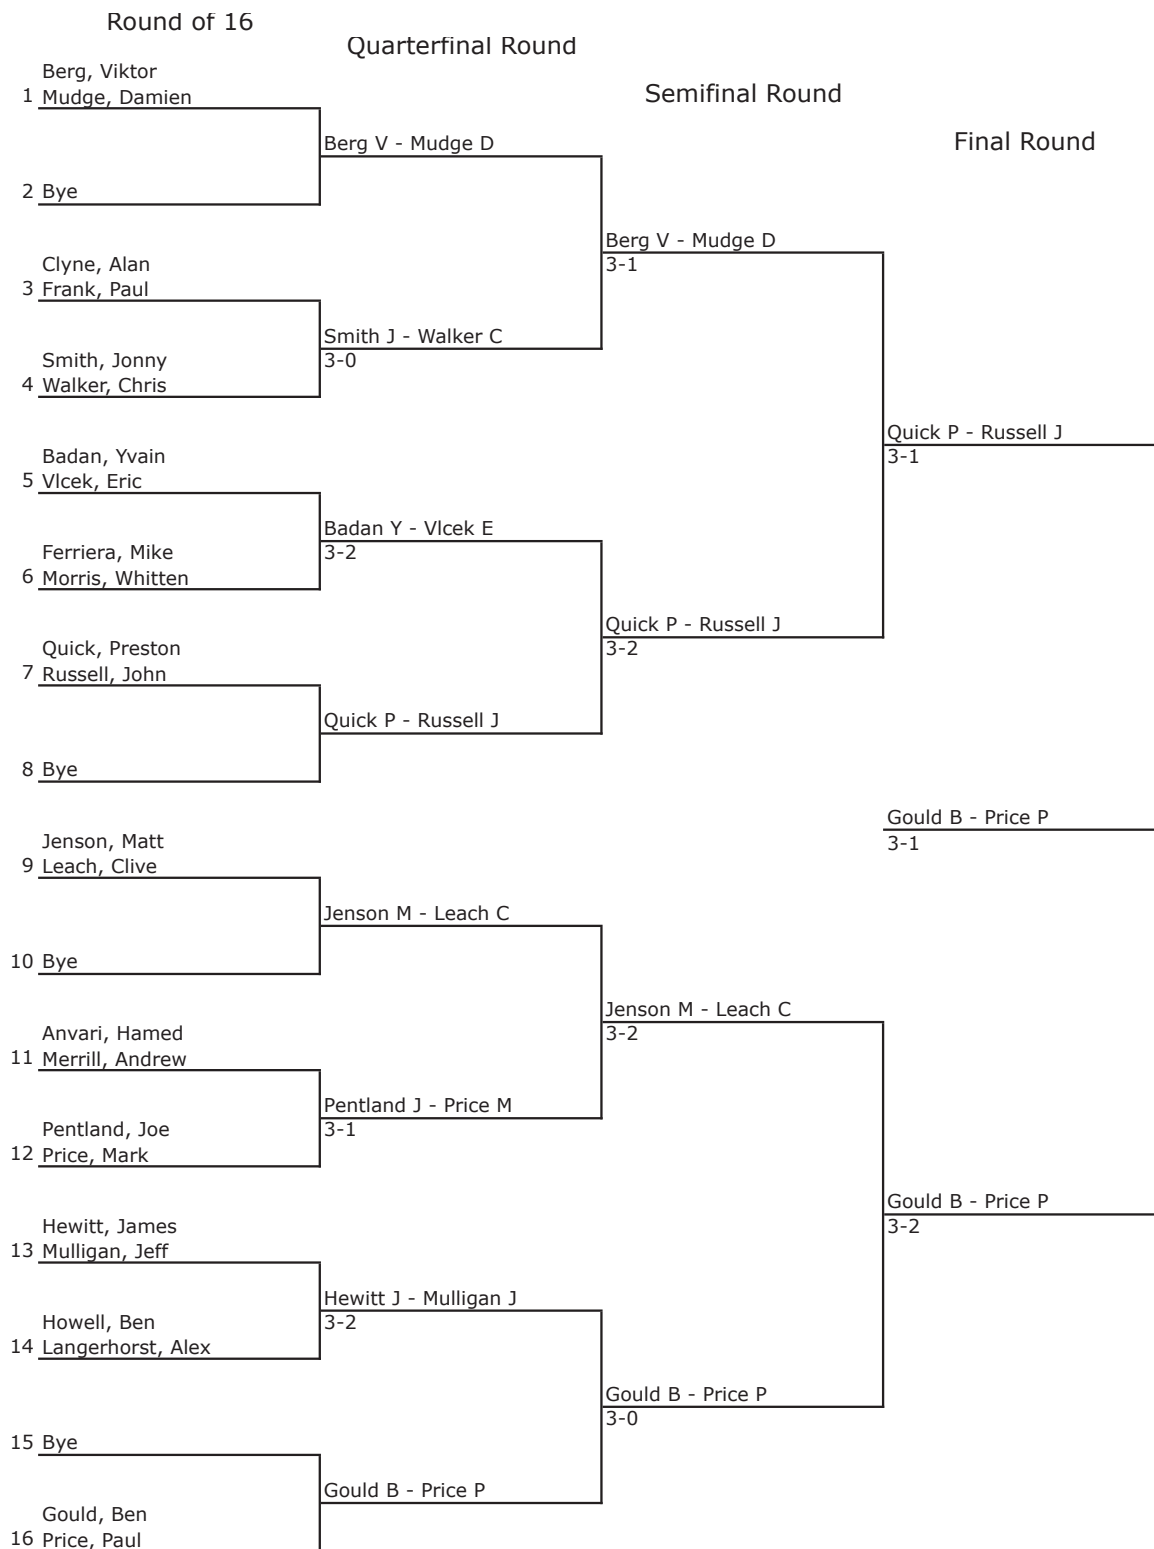 Round of 16
Quarterfinal Round
Semifinal Round
Final Round
Berg, Viktor
1 Mudge, Damien
Berg V - Mudge D
2 Bye
Berg V - Mudge D
3-1
Clyne, Alan
3 Frank, Paul
Smith J - Walker C
3-0
Smith, Jonny
4 Walker, Chris
Quick P - Russell J
3-1
Badan, Yvain
5 Vlcek, Eric
Badan Y - Vlcek E
3-2
Ferriera, Mike
6 Morris, Whitten
Quick P - Russell J
3-2
Quick, Preston
7 Russell, John
Quick P - Russell J
8 Bye
Gould B - Price P
3-1
Jenson, Matt
9 Leach, Clive
Jenson M - Leach C
10 Bye
Jenson M - Leach C
3-2
Anvari, Hamed
11 Merrill, Andrew
Pentland J - Price M
3-1
Pentland, Joe
12 Price, Mark
Gould B - Price P
3-2
Hewitt, James
13 Mulligan, Jeff
Hewitt J - Mulligan J
3-2
Howell, Ben
14 Langerhorst, Alex
Gould B - Price P
3-0
15 Bye
Gould B - Price P
Gould, Ben
16 Price, Paul